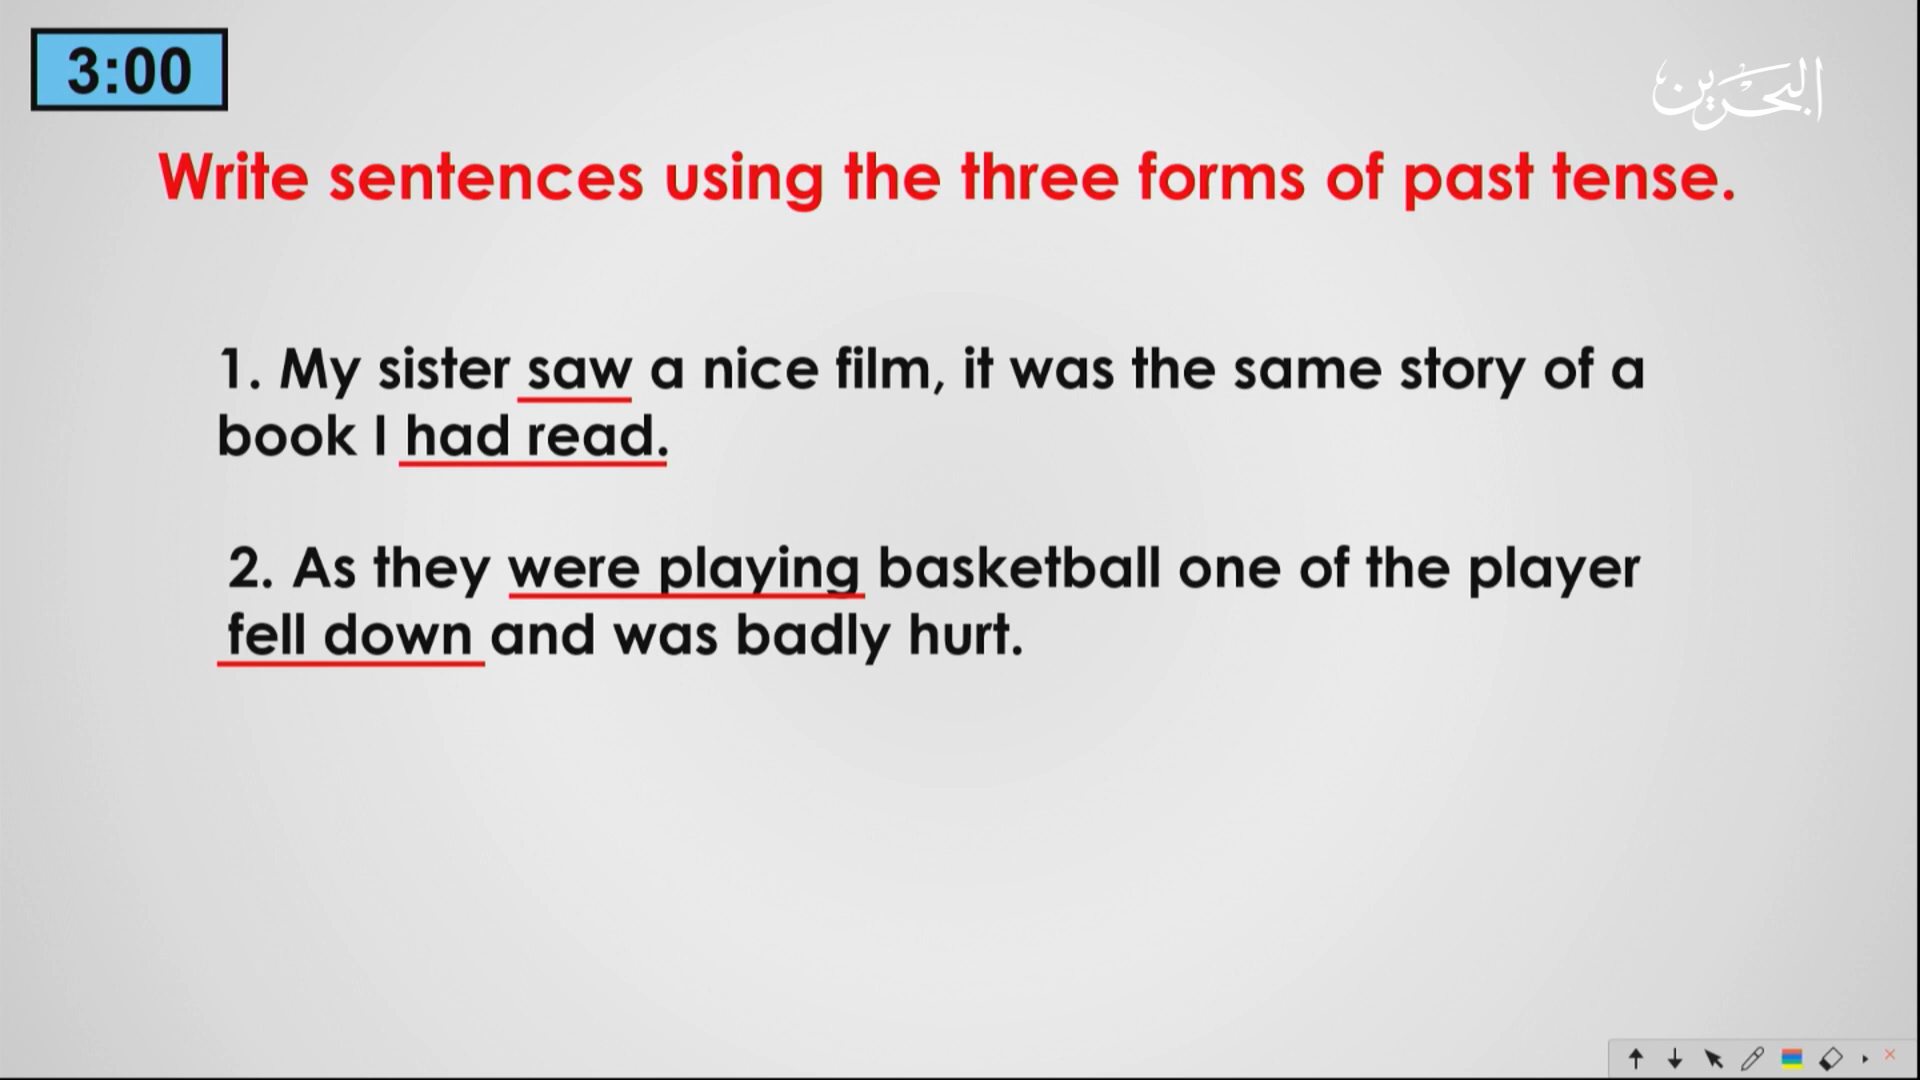 3:00
البحرين
Write sentences using the three forms of past tense.
1. My sister saw a nice film, it was the same story of a
book I had read.
2. As they were playing basketball one of the player
fell down and was badly hurt.